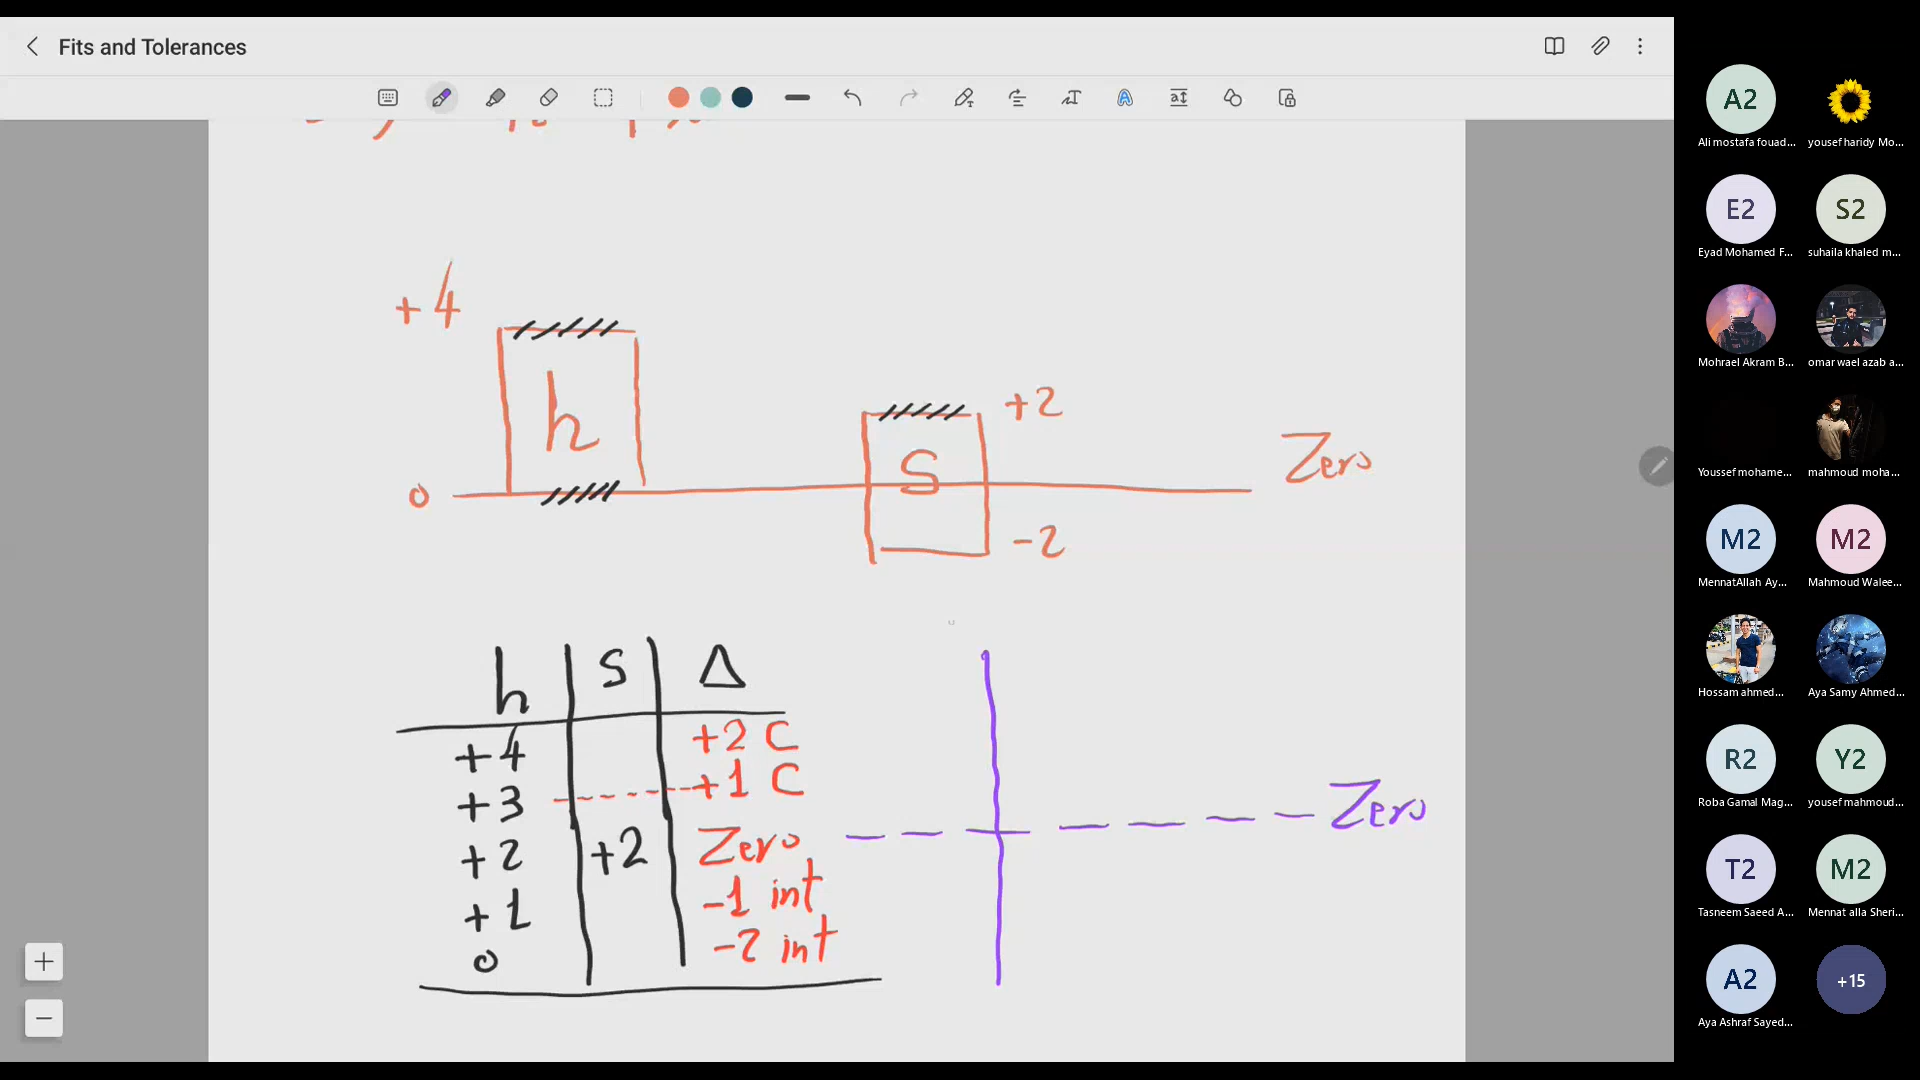 Fits and Tolerances
+4
h
0
+2
S
-2
Zero
h S Δ
+4 +2 C
+3 +1 C
+2 +2 Zero
+1 -1 int
0 -2 int
Zero
A2
Ali mostafa fouad...
yousef haridy Mo...
E2
Eyad Mohamed F...
S2
suhaila khaled m...
Mohrael Akram B...
omar wael azab a...
Youssef mohame...
mahmoud moha...
M2
MennatAllah Ay...
M2
Mahmoud Walee...
Hossam ahmed...
Aya Samy Ahmed...
R2
Roba Gamal Mag...
Y2
yousef mahmoud...
T2
Tasneem Saeed A...
M2
Mennat alla Sheri...
A2
Aya Ashraf Sayed...
+15